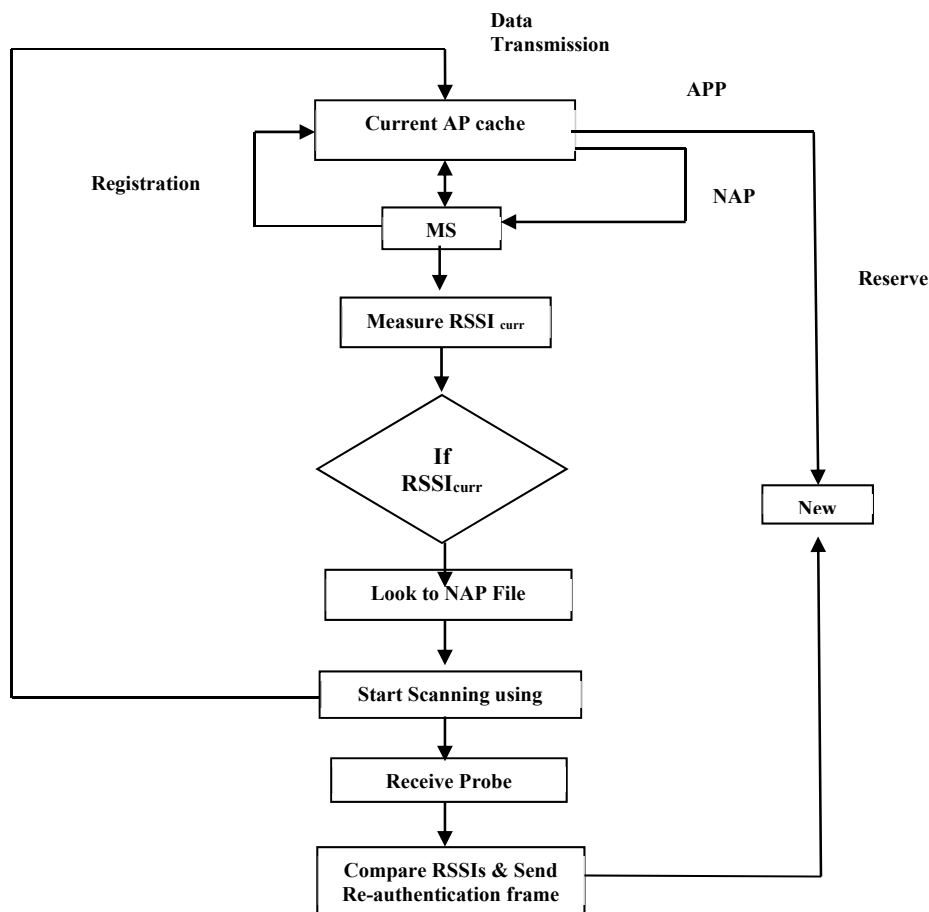 Data
Transmission
APP
Current AP cache
Registration
NAP
MS
Reserve
Measure RSSI curr
If
RSSIcurr
New
Look to NAP File
Start Scanning using
Receive Probe
Compare RSSIs & Send
Re-authentication frame